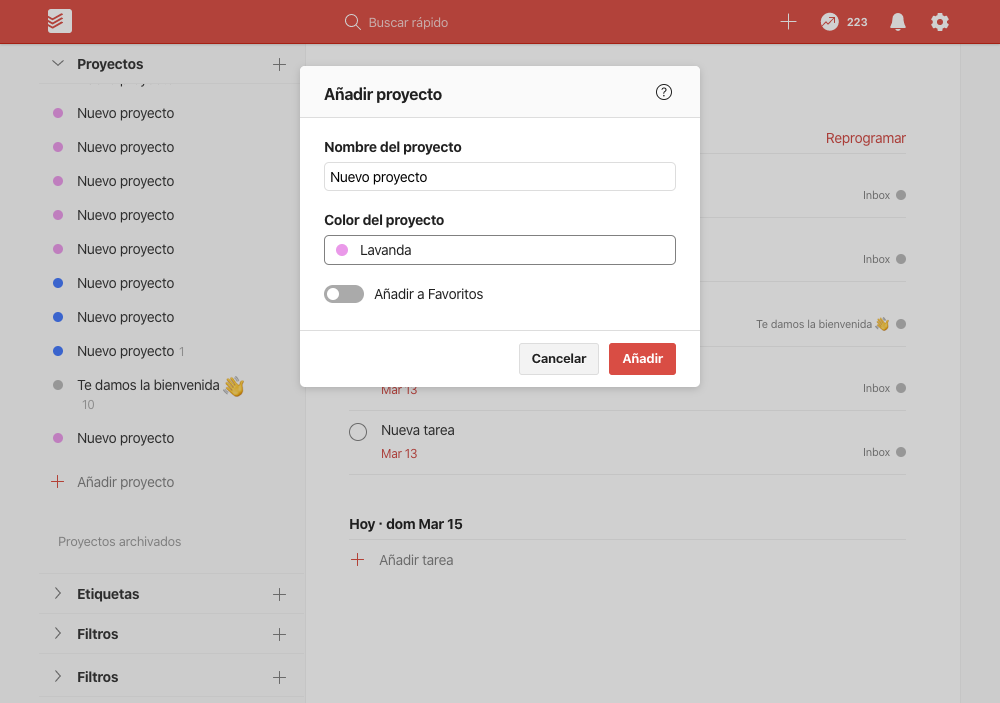 Buscar rápido
223
Proyectos
Nuevo proyecto
Nuevo proyecto
Nuevo proyecto
Nuevo proyecto
Nuevo proyecto
Nuevo proyecto
Nuevo proyecto
Nuevo proyecto 1
Te damos la bienvenida 👋
10
Nuevo proyecto
Añadir proyecto
Proyectos archivados
Etiquetas
Filtros
Filtros
Añadir proyecto
?
Nombre del proyecto
Nuevo proyecto
Color del proyecto
Lavanda
Añadir a Favoritos
Cancelar
Añadir
Reprogramar
Inbox
Inbox
Te damos la bienvenida 👋
Mar 13
Inbox
Nueva tarea
Mar 13
Inbox
Hoy · dom Mar 15
Añadir tarea